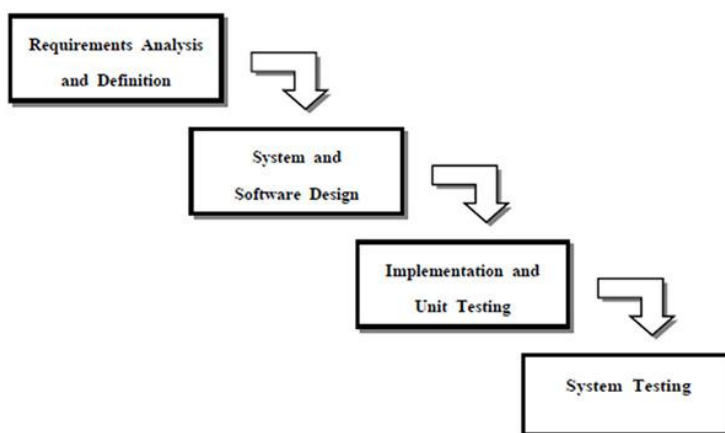 Requirements Analysis
and Definition
System and
Software Design
Implementation and
Unit Testing
System Testing